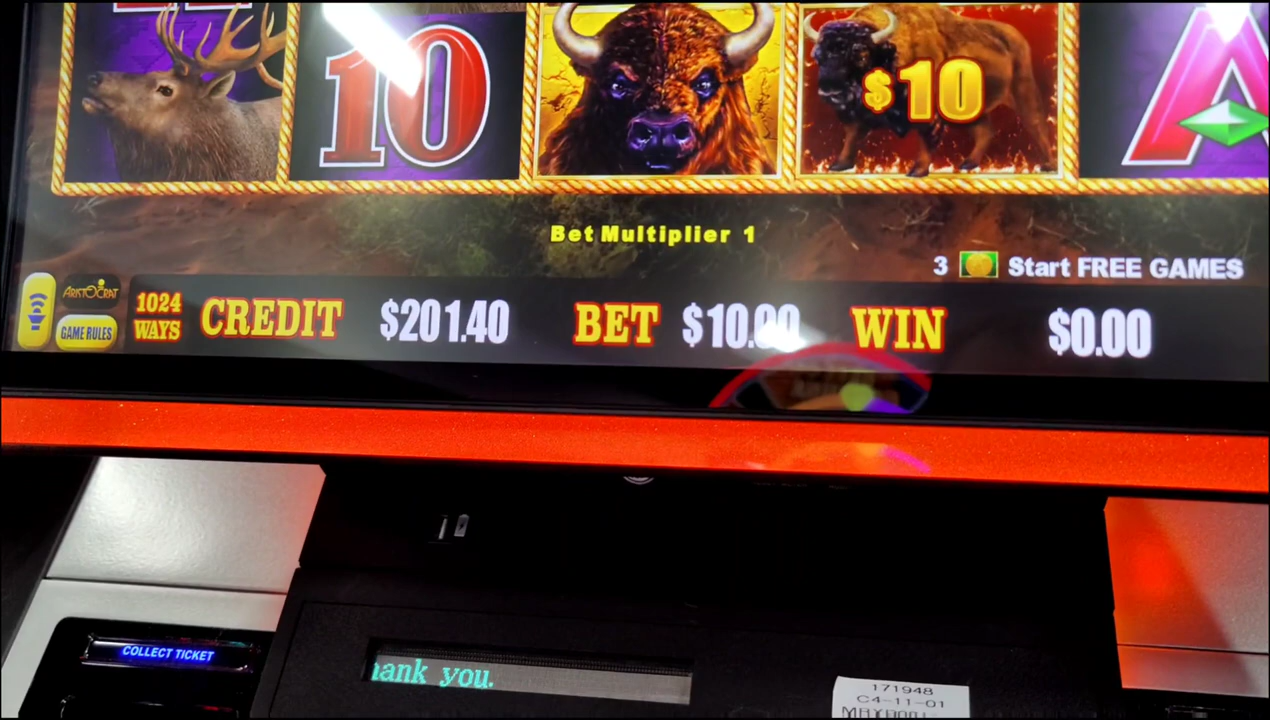 10
$10
A
Bet Multiplier 1
3 Start FREE GAMES
ARISTOCRAT
GAME RULES
1024 WAYS
CREDIT $201.40 BET $10.00 WIN $0.00
COLLECT TICKET
hank you.
171948
C4-11-01